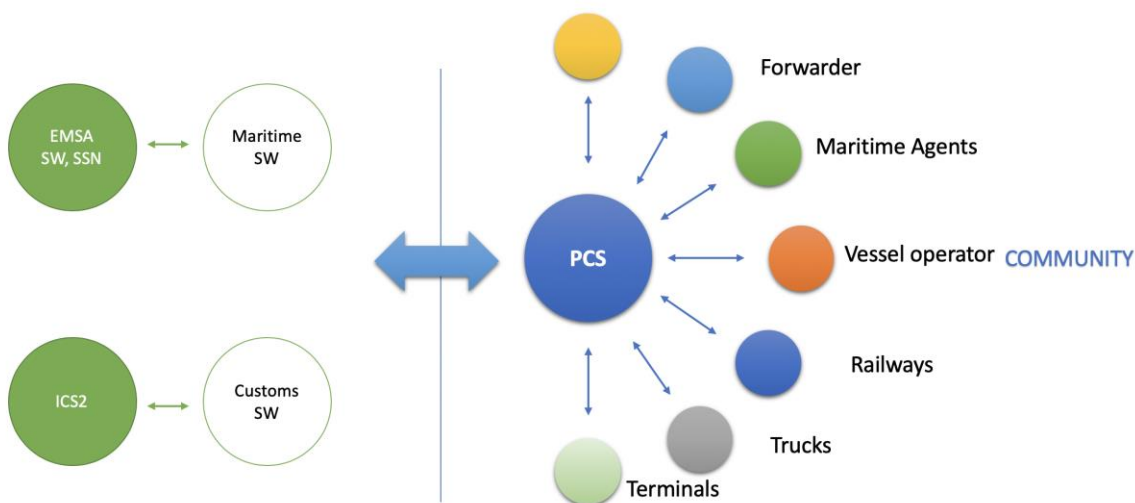 EMSA
SW, SSN
Maritime
SW
ICS2
Customs
SW
PCS
Forwarder
Maritime Agents
Vessel operator
COMMUNITY
Railways
Trucks
Terminals